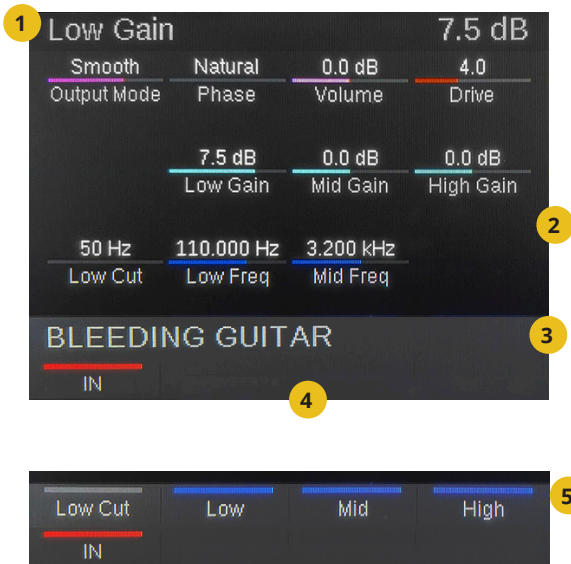 1
Low Gain 7.5 dB
Smooth Natural 0.0 dB 4.0
Output Mode Phase Volume Drive
7.5 dB 0.0 dB 0.0 dB
Low Gain Mid Gain High Gain
2
50 Hz 110.000 Hz 3.200 kHz
Low Cut Low Freq Mid Freq
BLEEDING GUITAR 3
IN
4
Low Cut Low Mid High 5
IN